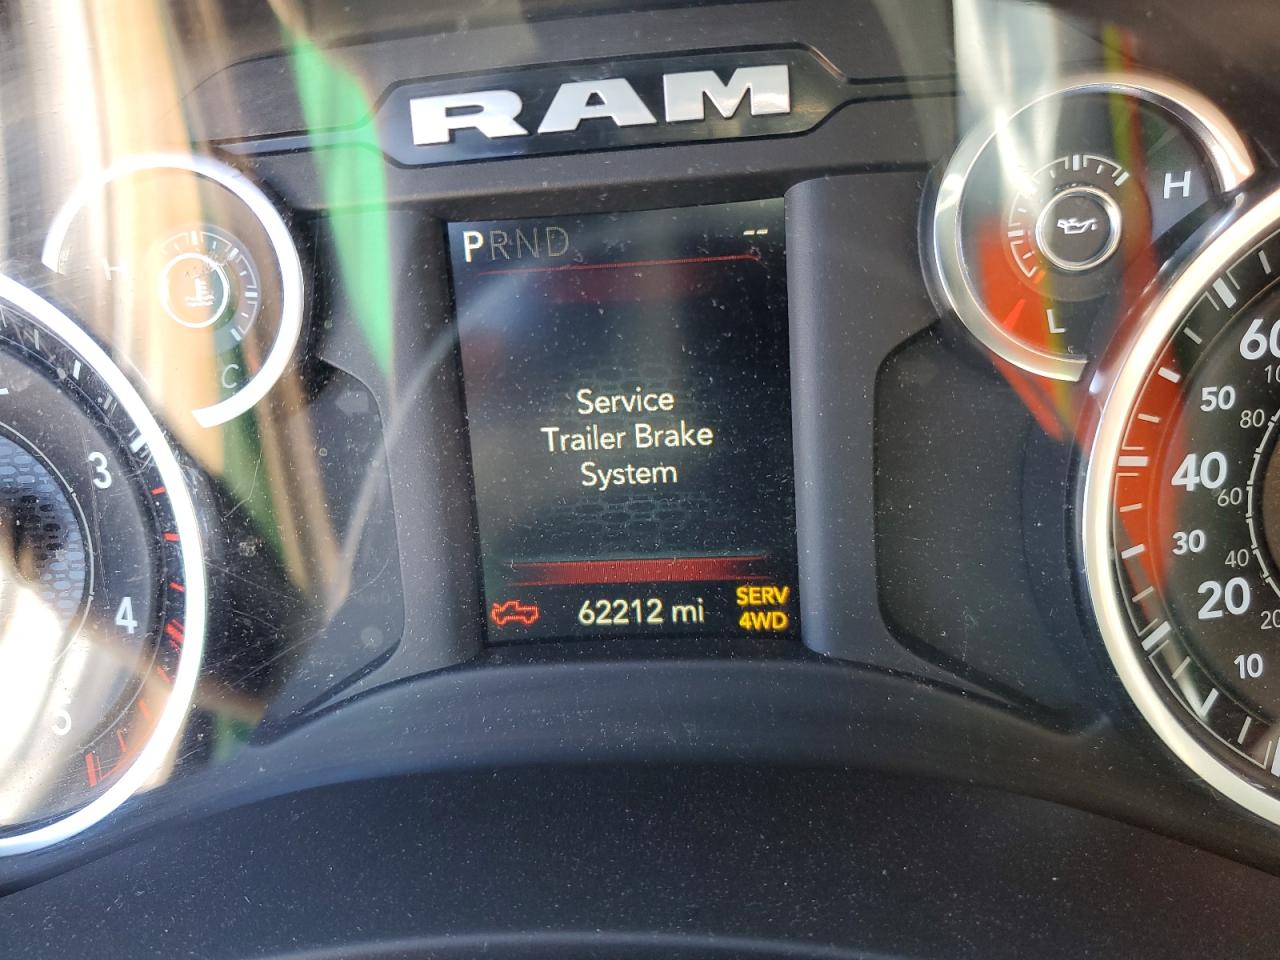 RAM
PRND --
Service
Trailer Brake
System
62212 mi
SERV
4WD
H
C
H
L
3
4
5
60
50
80
40
60
30
40
20
10